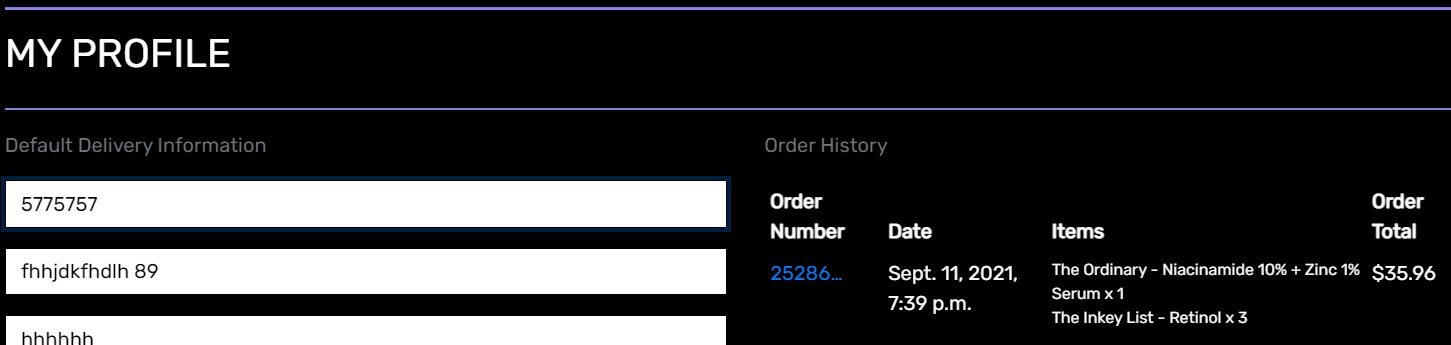 MY PROFILE
Default Delivery Information
5775757
fhhjdkfhdlh 89
hhhhhh
Order History
Order Number
Date
Items
Order Total
25286...
Sept. 11, 2021,
7:39 p.m.
The Ordinary - Niacinamide 10% + Zinc 1%
Serum x 1
The Inkey List - Retinol x 3
$35.96